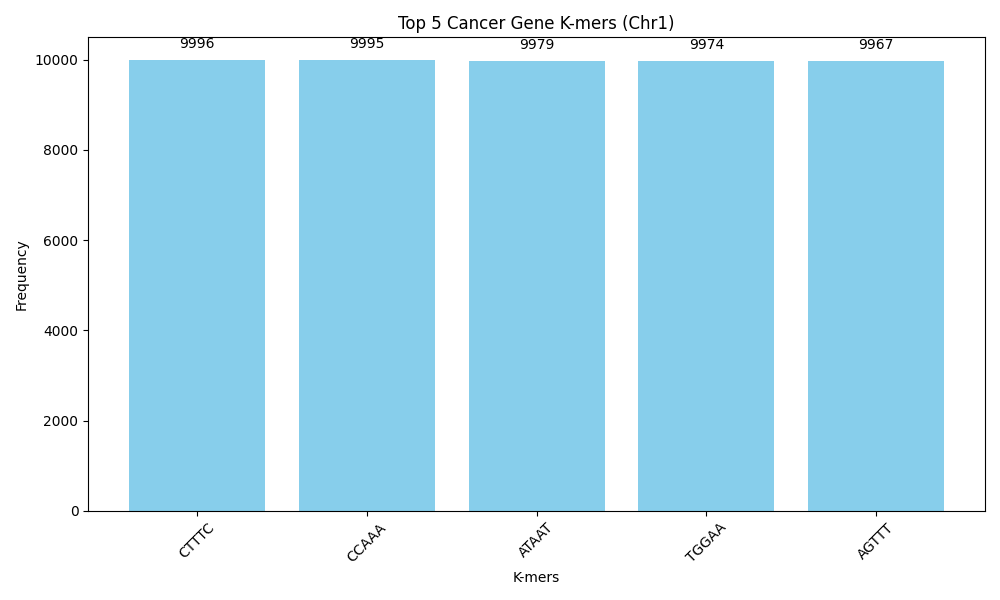 Top 5 Cancer Gene K-mers (Chr1)
9996 9995 9979 9974 9967
10000
8000
6000
4000
2000
0
Frequency
CTTTC CCAAA ATAAT TGGAA AGTTT
K-mers